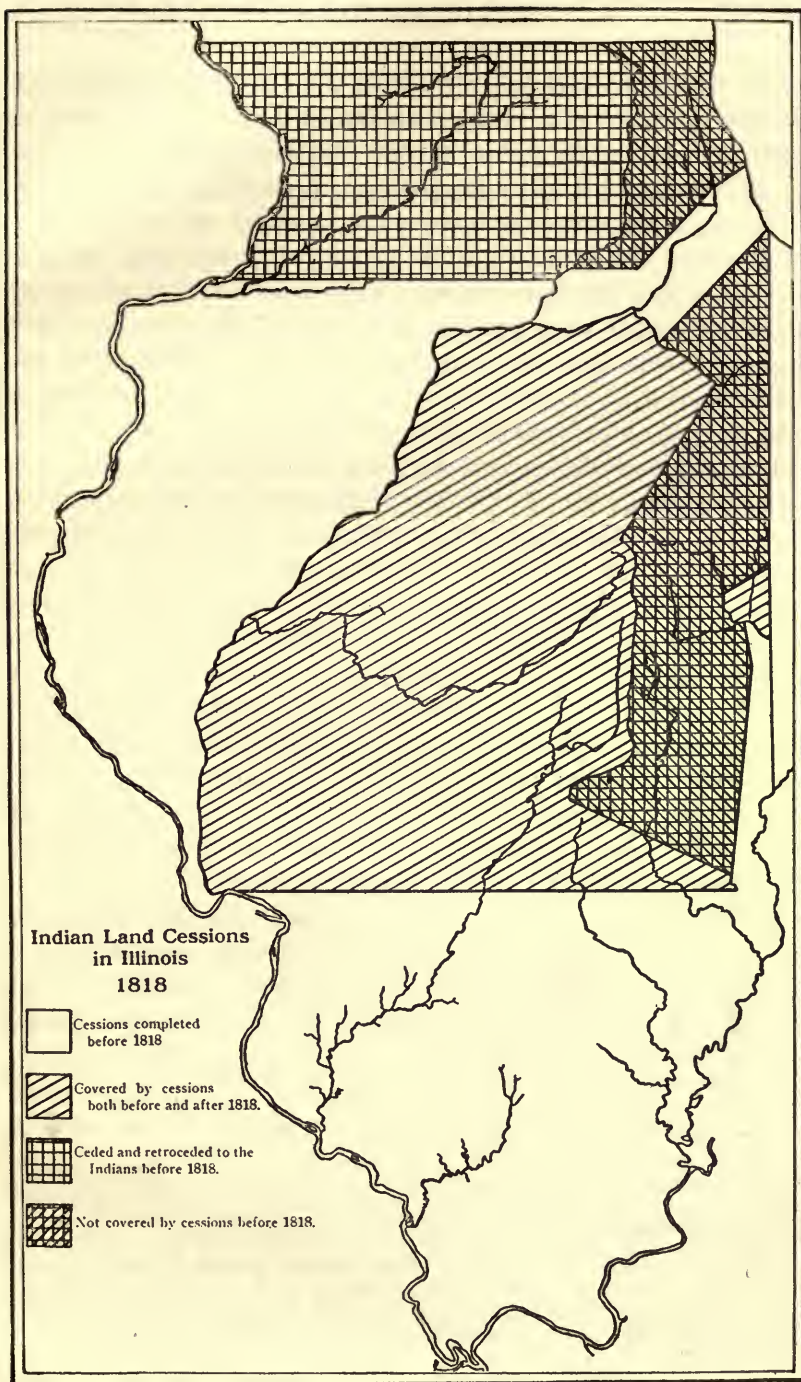 Indian Land Cessions
in Illinois
1818
Cessions completed
before 1818
Covered by cessions
both before and after 1818.
Ceded and retroceded to the
Indians before 1818.
Not covered by cessions before 1818.